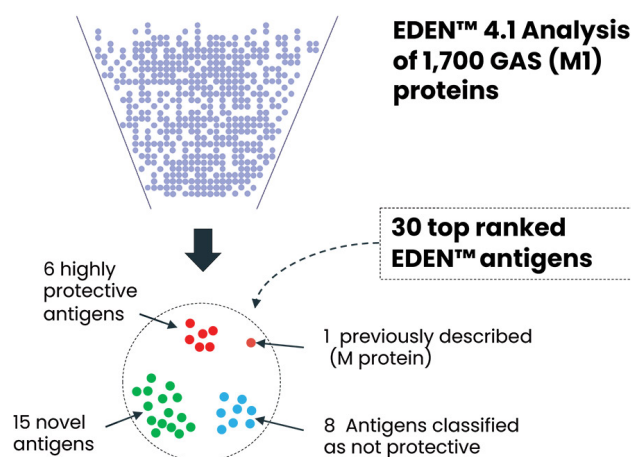 EDEN™ 4.1 Analysis
of 1,700 GAS (M1)
proteins
30 top ranked
EDEN™ antigens
6 highly
protective
antigens
1 previously described
(M protein)
15 novel
antigens
8 Antigens classified
as not protective